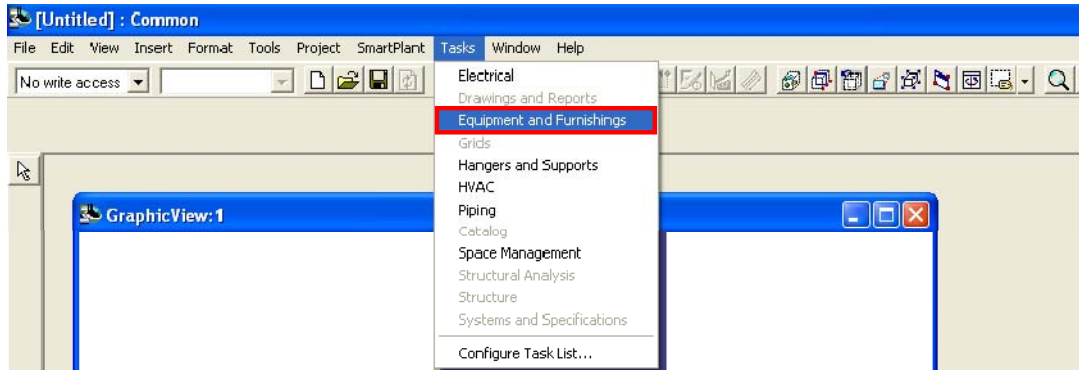 [Untitled] : Common
File Edit View Insert Format Tools Project SmartPlant Tasks Window Help
No write access
Electrical
Drawings and Reports
Equipment and Furnishings
Grids
Hangers and Supports
HVAC
Piping
Catalog
Space Management
Structural Analysis
Structure
Systems and Specifications
Configure Task List...
GraphicView:1